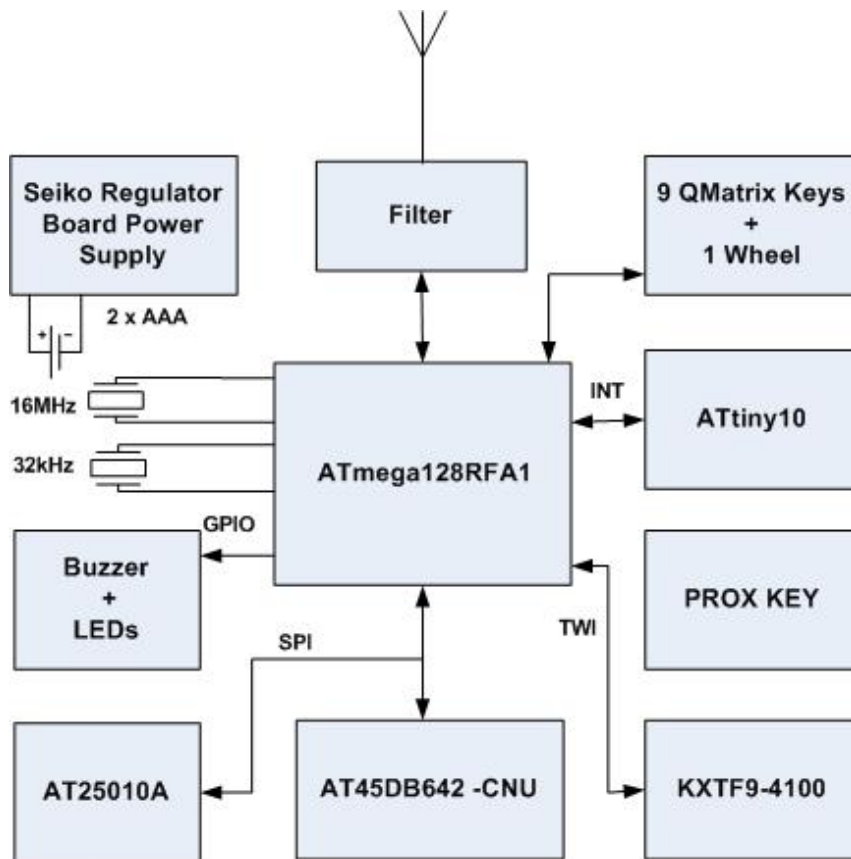 Seiko Regulator
Board Power
Supply
Filter
9 QMatrix Keys
+
1 Wheel
2 x AAA
+ −
16MHz
32kHz
ATmega128RFA1
INT
ATtiny10
GPIO
Buzzer
+
LEDs
PROX KEY
SPI
TWI
AT25010A
AT45DB642 -CNU
KXTF9-4100